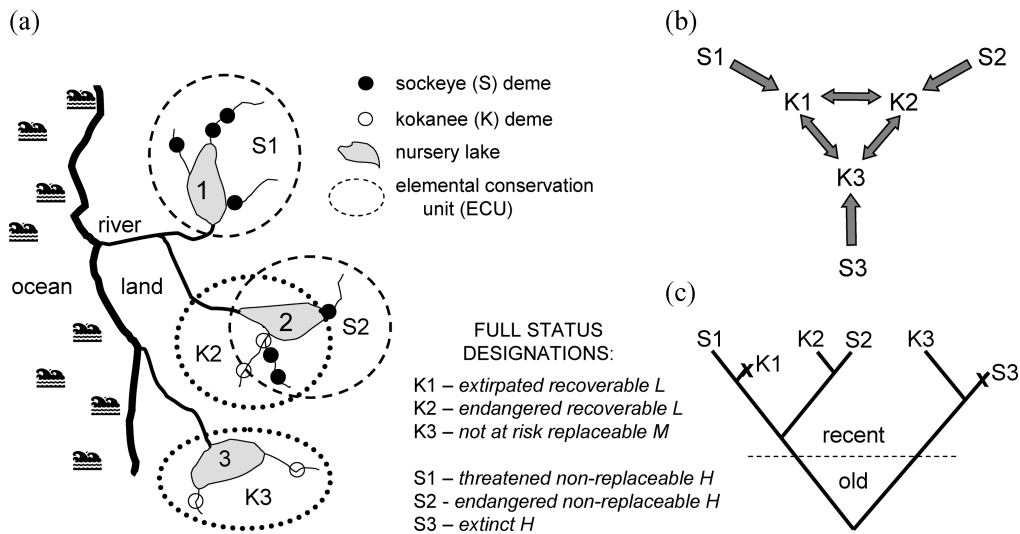 (a)
sockeye (S) deme
kokanee (K) deme
nursery lake
elemental conservation
unit (ECU)
S1
1
river
ocean
land
2
S2
K2
3
K3
FULL STATUS
DESIGNATIONS:
K1 – extirpated recoverable L
K2 – endangered recoverable L
K3 – not at risk replaceable M
S1 – threatened non-replaceable H
S2 - endangered non-replaceable H
S3 – extinct H
(b)
S1
S2
K1
K2
K3
S3
(c)
S1
K2
S2
K3
x K1
x S3
recent
old